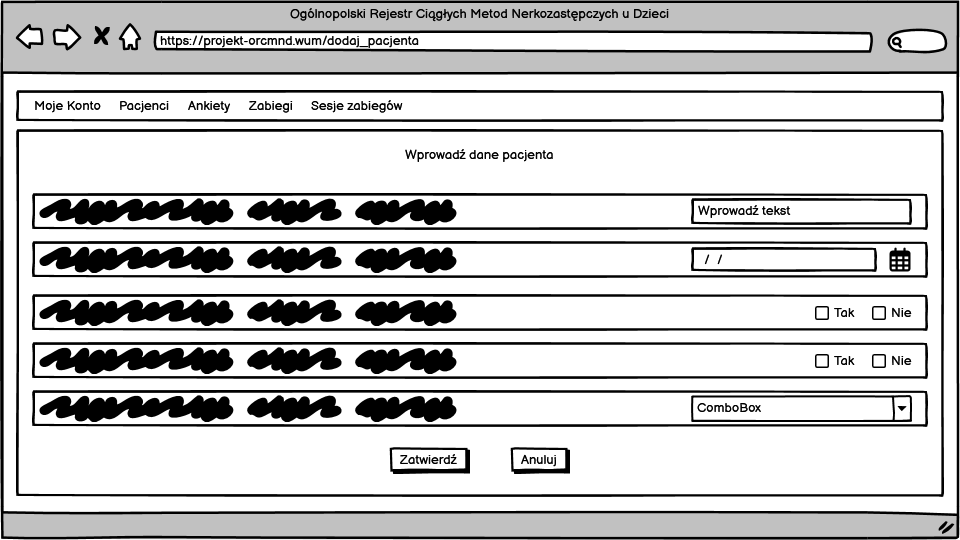 Ogólnopolski Rejestr Ciągłych Metod Nerkozastępczych u Dzieci
https://projekt-orcmnd.wum/dodaj_pacjenta
Moje Konto Pacjenci Ankiety Zabiegi Sesje zabiegów
Wprowadź dane pacjenta
Wprowadź tekst
/ /
Tak Nie
Tak Nie
ComboBox
Zatwierdź Anuluj